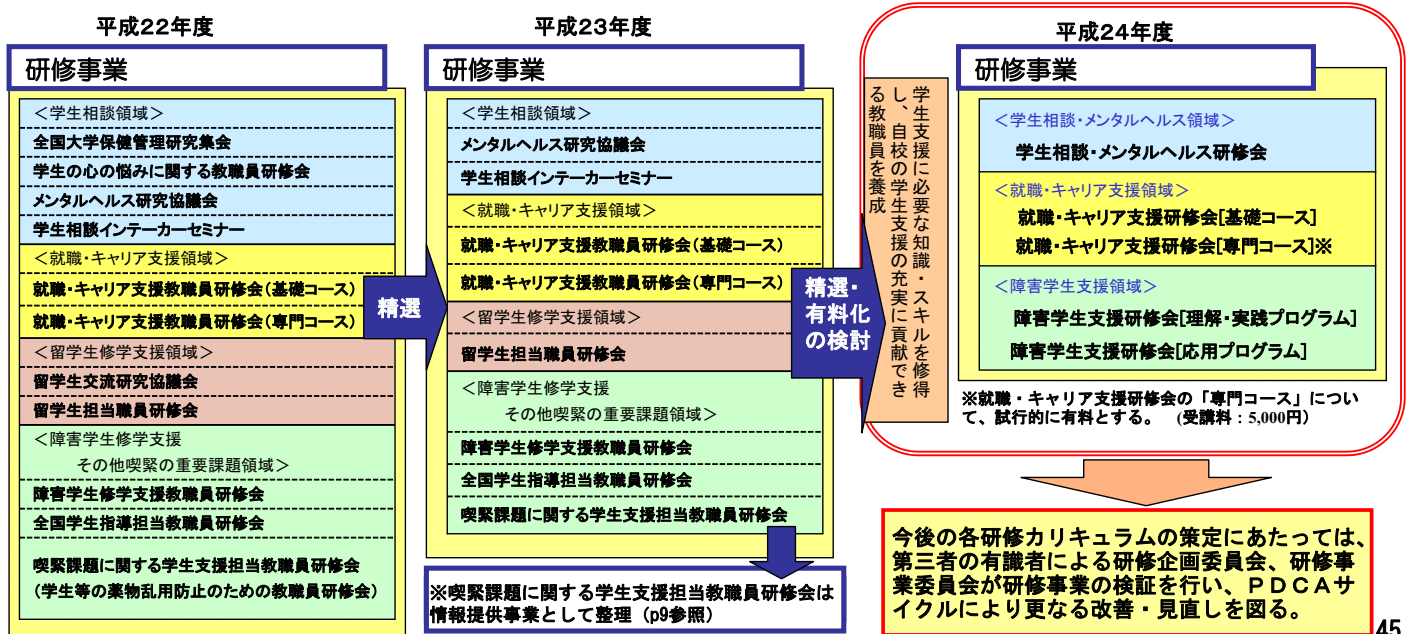 平成22年度
研修事業
＜学生相談領域＞
全国大学保健管理研究集会
学生の心の悩みに関する教職員研修会
メンタルヘルス研究協議会
学生相談インテーカーセミナー
＜就職・キャリア支援領域＞
就職・キャリア支援教職員研修会(基礎コース)
就職・キャリア支援教職員研修会(専門コース)
＜留学生修学支援領域＞
留学生交流研究協議会
留学生担当職員研修会
＜障害学生修学支援
その他喫緊の重要課題領域＞
障害学生修学支援教職員研修会
全国学生指導担当教職員研修会
喫緊課題に関する学生支援担当教職員研修会
(学生等の薬物乱用防止のための教職員研修会)
精選
平成23年度
研修事業
＜学生相談領域＞
メンタルヘルス研究協議会
学生相談インテーカーセミナー
＜就職・キャリア支援領域＞
就職・キャリア支援教職員研修会(基礎コース)
就職・キャリア支援教職員研修会(専門コース)
＜留学生修学支援領域＞
留学生担当職員研修会
＜障害学生修学支援
その他喫緊の重要課題領域＞
障害学生修学支援教職員研修会
全国学生指導担当教職員研修会
喫緊課題に関する学生支援担当教職員研修会
※喫緊課題に関する学生支援担当教職員研修会は
情報提供事業として整理 (p9参照)
精選・
有料化
の検討
学生支援に必要な知識・スキルを修得
し、自校の学生支援の充実に貢献でき
る教職員を養成
平成24年度
研修事業
＜学生相談・メンタルヘルス領域＞
学生相談・メンタルヘルス研修会
＜就職・キャリア支援領域＞
就職・キャリア支援研修会[基礎コース]
就職・キャリア支援研修会[専門コース]※
＜障害学生支援領域＞
障害学生支援研修会[理解・実践プログラム]
障害学生支援研修会[応用プログラム]
※就職・キャリア支援研修会の「専門コース」につい
て、試行的に有料とする。 (受講料：5,000円)
今後の各研修カリキュラムの策定にあたっては、
第三者の有識者による研修企画委員会、研修事
業委員会が研修事業の検証を行い、ＰＤＣＡサ
イクルにより更なる改善・見直しを図る。
45